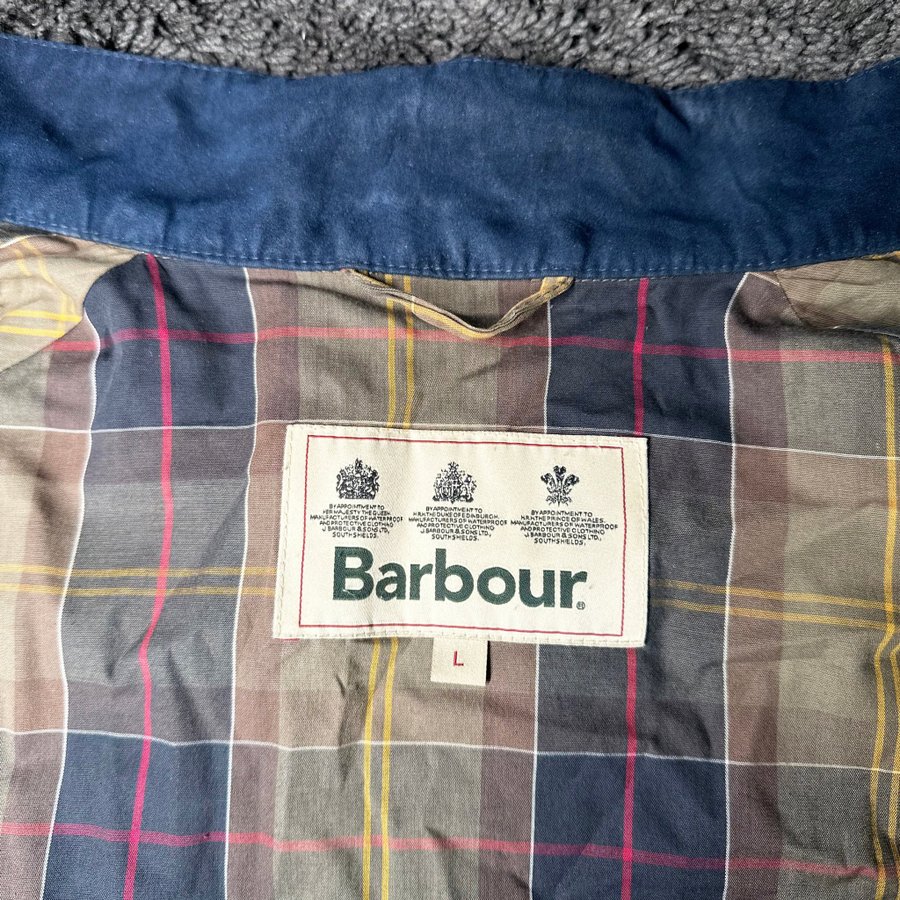 BY APPOINTMENT TO
HER MAJESTY THE QUEEN
MANUFACTURERS OF WATERPROOF
AND PROTECTIVE CLOTHING
J. BARBOUR & SONS LTD.,
SOUTH SHIELDS.
BY APPOINTMENT TO
H.R.H. THE DUKE OF EDINBURGH.
MANUFACTURERS OF WATERPROOF
AND PROTECTIVE CLOTHING
J. BARBOUR & SONS LTD.,
SOUTH SHIELDS.
BY APPOINTMENT TO
H.R.H. THE PRINCE OF WALES.
MANUFACTURERS OF WATERPROOF
AND PROTECTIVE CLOTHING
J. BARBOUR & SONS LTD.,
SOUTH SHIELDS.
Barbour®
L